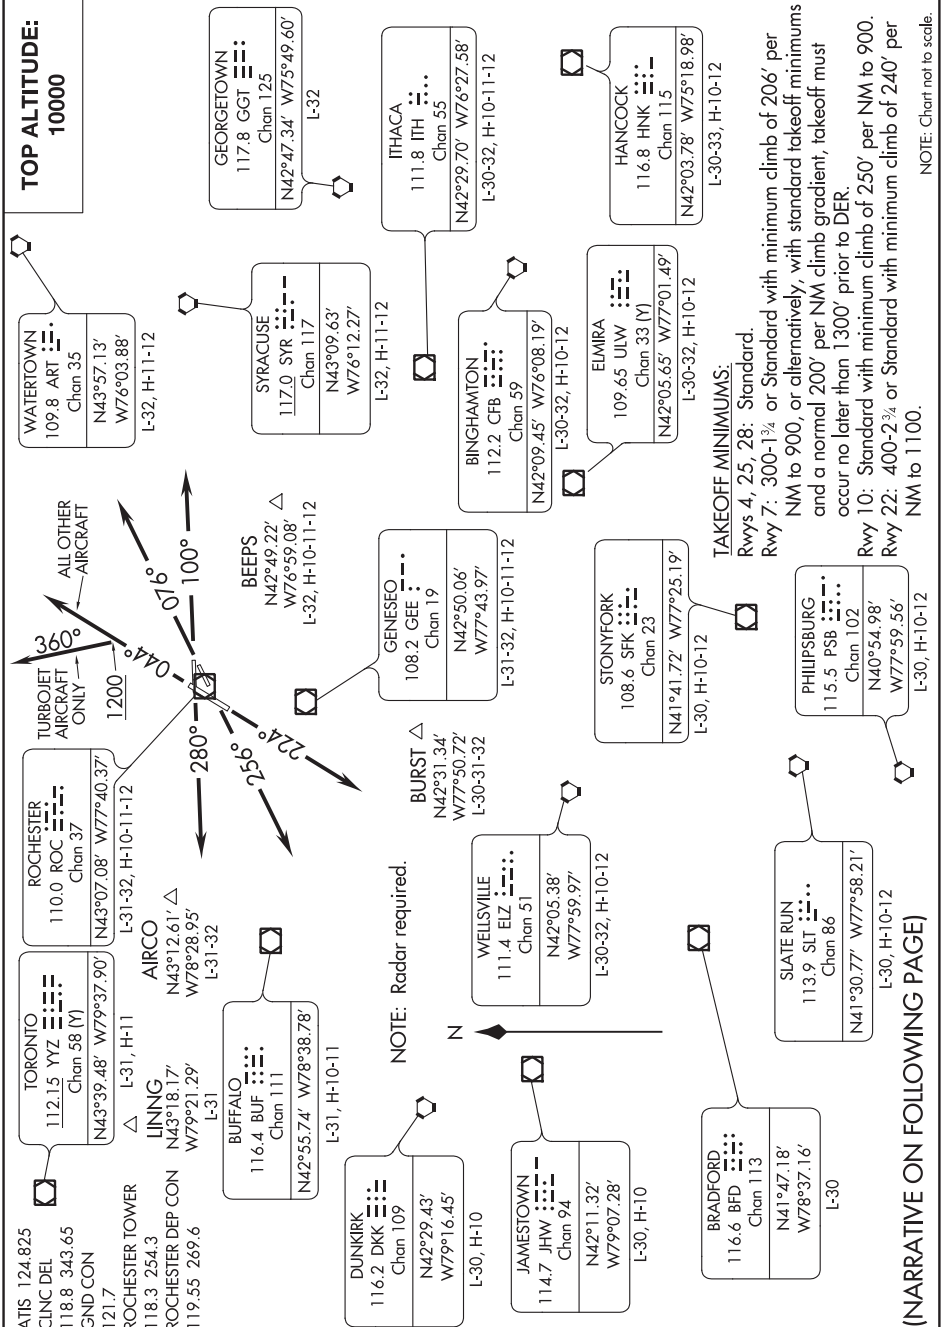 TOP ALTITUDE:
10000
ATIS 124.825
CLNC DEL
118.8 343.65
GND CON
121.7
ROCHESTER TOWER
118.3 254.3
ROCHESTER DEP CON
119.55 269.6
TORONTO
112.15 YYZ
Chan 58 (Y)
N43°39.48' W79°37.90'
L-31, H-11
LINNG
N43°18.17'
W79°21.29'
L-31
AIRCO
N43°12.61'
W78°28.95'
L-31-32
ROCHESTER
110.0 ROC
Chan 37
N43°07.08' W77°40.37'
L-31-32, H-10-11-12
TURBOJET
AIRCRAFT
ONLY
1200
360°
ALL OTHER
AIRCRAFT
044°
076°
100°
280°
256°
224°
WATERTOWN
109.8 ART
Chan 35
N43°57.13'
W76°03.88'
L-32, H-11-12
SYRACUSE
117.0 SYR
Chan 117
N43°09.63'
W76°12.27'
L-32, H-11-12
GEORGETOWN
117.8 GGT
Chan 125
N42°47.34' W75°49.60'
L-32
BUFFALO
116.4 BUF
Chan 111
N42°55.74' W78°38.78'
L-31, H-10-11
BEEPS
N42°49.22'
W76°59.08'
L-32, H-10-11-12
GENESEO
108.2 GEE
Chan 19
N42°50.06'
W77°43.97'
L-31-32, H-10-11-12
ITHACA
111.8 ITH
Chan 55
N42°29.70' W76°27.58'
L-30-32, H-10-11-12
NOTE: Radar required.
N
BURST
N42°31.34'
W77°50.72'
L-30-31-32
DUNKIRK
116.2 DKK
Chan 109
N42°29.43'
W79°16.45'
L-30, H-10
WELLSVILLE
111.4 ELZ
Chan 51
N42°05.38'
W77°59.97'
L-30-32, H-10-12
BINGHAMTON
112.2 CFB
Chan 59
N42°09.45' W76°08.19'
L-30-32, H-10-12
JAMESTOWN
114.7 JHW
Chan 94
N42°11.32'
W79°07.28'
L-30, H-10
ELMIRA
109.65 ULW
Chan 33 (Y)
N42°05.65' W77°01.49'
L-30-32, H-10-12
HANCOCK
116.8 HNK
Chan 115
N42°03.78' W75°18.98'
L-30-33, H-10-12
STONYFORK
108.6 SFK
Chan 23
N41°41.72' W77°25.19'
L-30, H-10-12
BRADFORD
116.6 BFD
Chan 113
N41°47.18'
W78°37.16'
L-30
SLATE RUN
113.9 SLT
Chan 86
N41°30.77' W77°58.21'
L-30, H-10-12
PHILIPSBURG
115.5 PSB
Chan 102
N40°54.98'
W77°59.56'
L-30, H-10-12
TAKEOFF MINIMUMS:
Rwys 4, 25, 28: Standard.
Rwy 7: 300-1¾ or Standard with minimum climb of 206' per
NM to 900, or alternatively, with standard takeoff minimums
and a normal 200' per NM climb gradient, takeoff must
occur no later than 1300' prior to DER.
Rwy 10: Standard with minimum climb of 250' per NM to 900.
Rwy 22: 400-2¾ or Standard with minimum climb of 240' per
NM to 1100.
NOTE: Chart not to scale.
(NARRATIVE ON FOLLOWING PAGE)